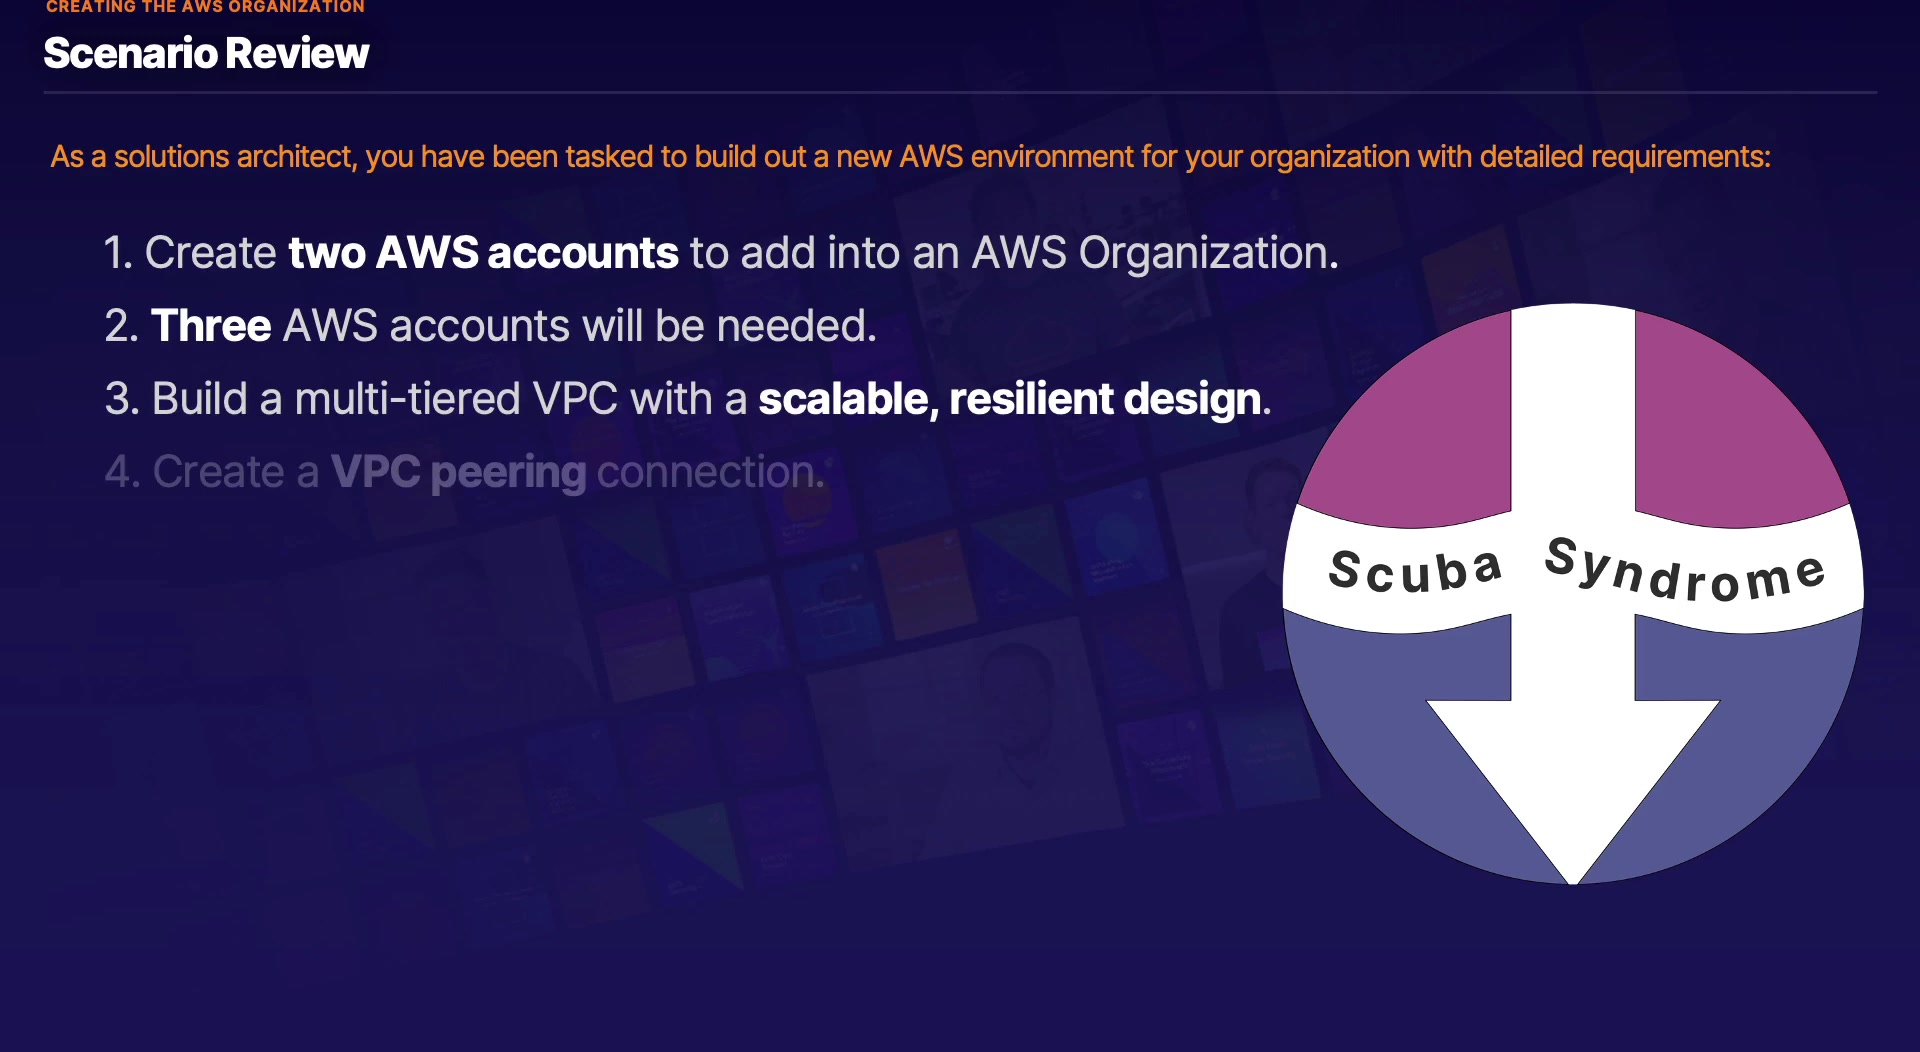 CREATING THE AWS ORGANIZATION
Scenario Review
As a solutions architect, you have been tasked to build out a new AWS environment for your organization with detailed requirements:
1. Create two AWS accounts to add into an AWS Organization.
2. Three AWS accounts will be needed.
3. Build a multi-tiered VPC with a scalable, resilient design.
4. Create a VPC peering connection.
Scuba Syndrome